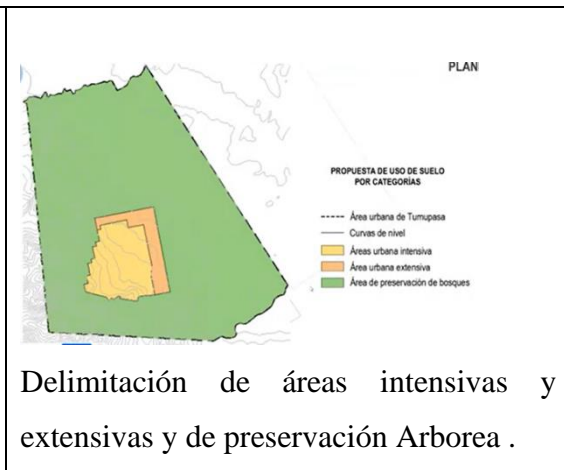 PLAN
PROPUESTA DE USO DE SUELO
POR CATEGORÍAS
Área urbana de Tumupasa
Curvas de nivel
Áreas urbana intensiva
Área urbana extensiva
Área de preservación de bosques
Delimitación de áreas intensivas y
extensivas y de preservación Arborea .